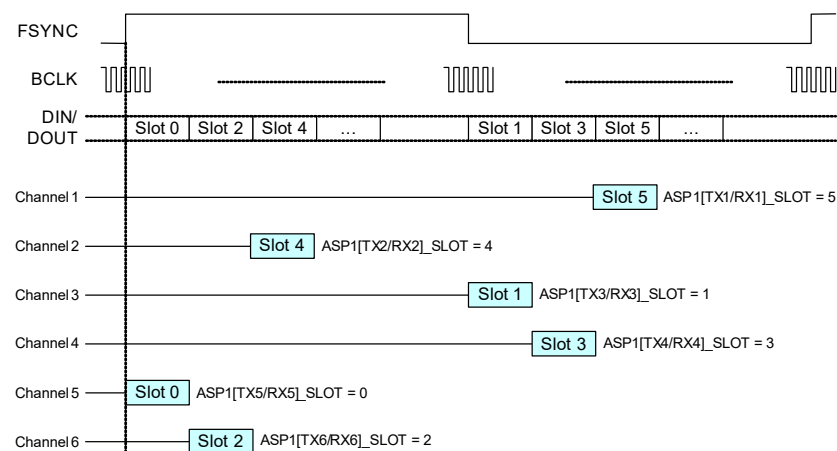 FSYNC
BCLK
DIN/
DOUT
Slot 0 Slot 2 Slot 4 ... Slot 1 Slot 3 Slot 5 ...
Channel 1 Slot 5 ASP1[TX1/RX1]_SLOT = 5
Channel 2 Slot 4 ASP1[TX2/RX2]_SLOT = 4
Channel 3 Slot 1 ASP1[TX3/RX3]_SLOT = 1
Channel 4 Slot 3 ASP1[TX4/RX4]_SLOT = 3
Channel 5 Slot 0 ASP1[TX5/RX5]_SLOT = 0
Channel 6 Slot 2 ASP1[TX6/RX6]_SLOT = 2